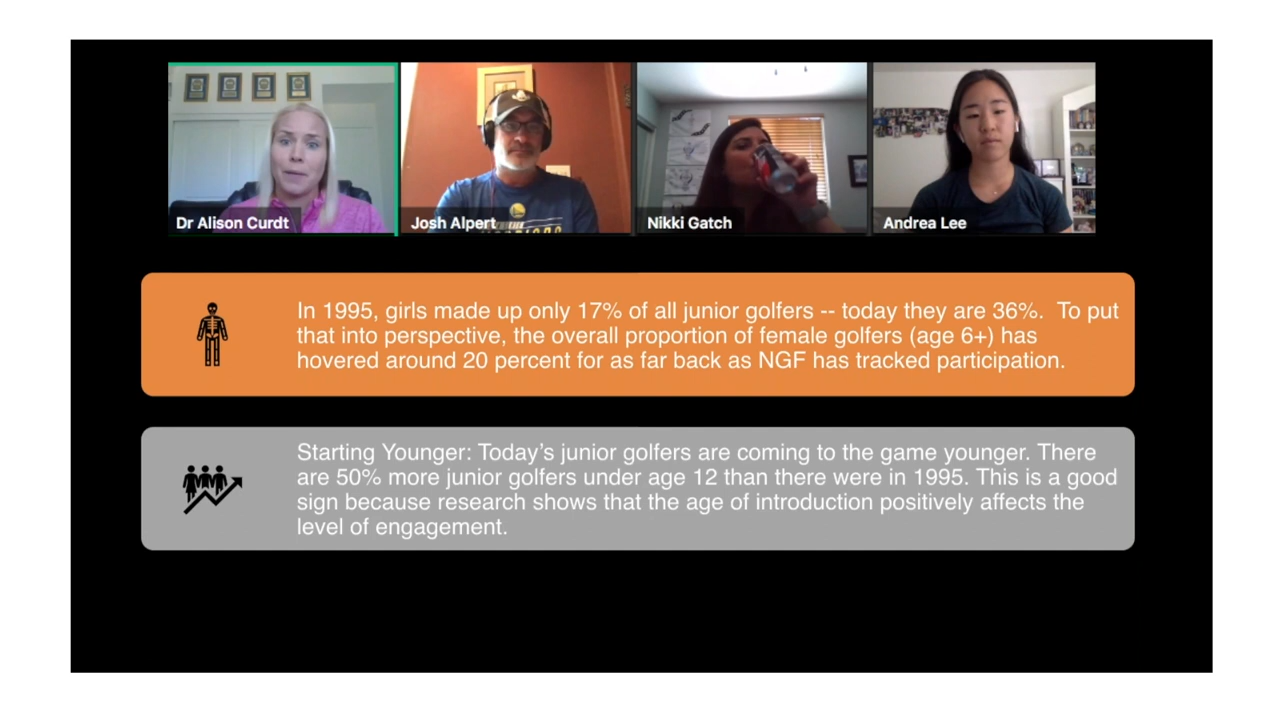 Dr Alison Curdt
Josh Alpert
Nikki Gatch
Andrea Lee
In 1995, girls made up only 17% of all junior golfers -- today they are 36%. To put
that into perspective, the overall proportion of female golfers (age 6+) has
hovered around 20 percent for as far back as NGF has tracked participation.
Starting Younger: Today’s junior golfers are coming to the game younger. There
are 50% more junior golfers under age 12 than there were in 1995. This is a good
sign because research shows that the age of introduction positively affects the
level of engagement.